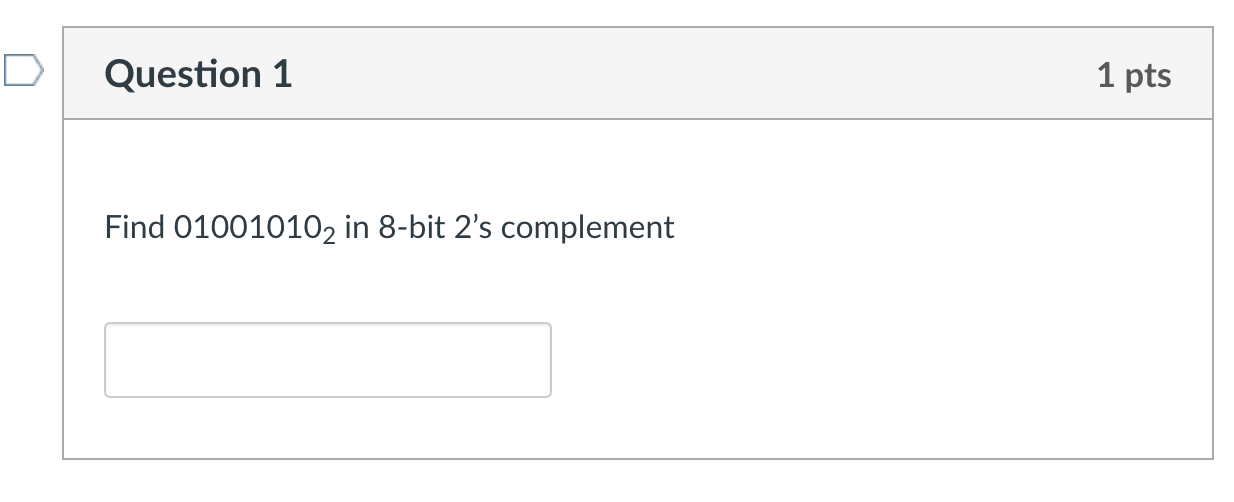 Question 1
1 pts
Find 01001010₂ in 8-bit 2’s complement